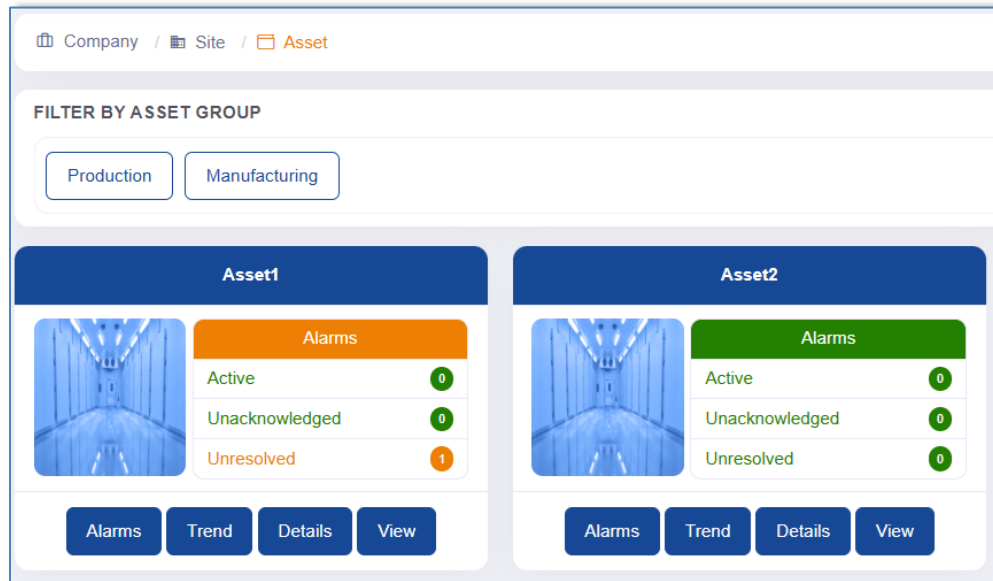 Company / Site / Asset
FILTER BY ASSET GROUP
Production Manufacturing
Asset1
Alarms
Active 0
Unacknowledged 0
Unresolved 1
Alarms Trend Details View
Asset2
Alarms
Active 0
Unacknowledged 0
Unresolved 0
Alarms Trend Details View